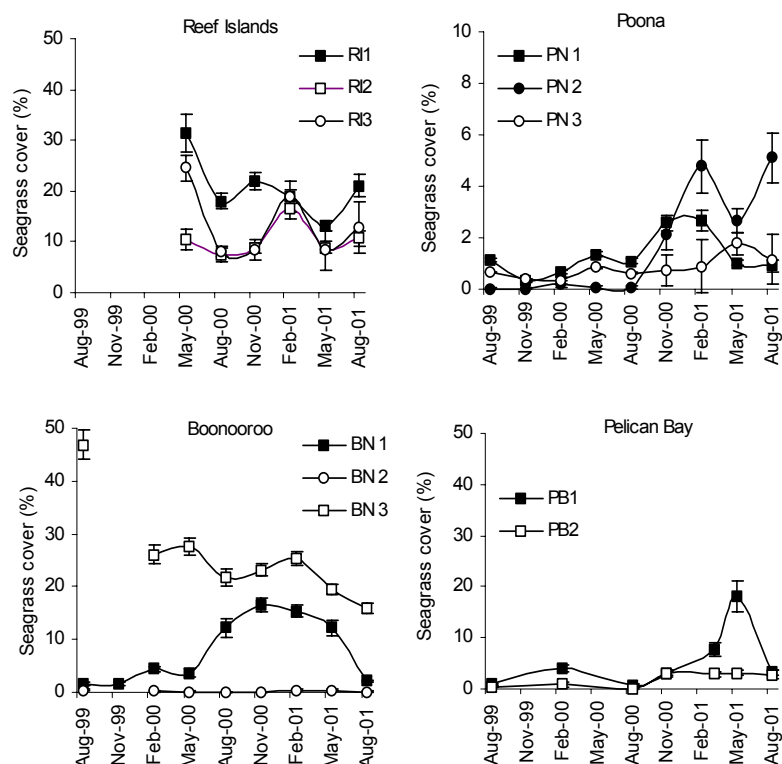 Reef Islands
Seagrass cover (%)
50
40
30
20
10
0
RI1
RI2
RI3
Aug-99
Nov-99
Feb-00
May-00
Aug-00
Nov-00
Feb-01
May-01
Aug-01
Poona
Seagrass cover (%)
10
8
6
4
2
0
PN 1
PN 2
PN 3
Aug-99
Nov-99
Feb-00
May-00
Aug-00
Nov-00
Feb-01
May-01
Aug-01
Boonooroo
Seagrass cover (%)
50
40
30
20
10
0
BN 1
BN 2
BN 3
Aug-99
Nov-99
Feb-00
May-00
Aug-00
Nov-00
Feb-01
May-01
Aug-01
Pelican Bay
Seagrass cover (%)
50
40
30
20
10
0
PB1
PB2
Aug-99
Nov-99
Feb-00
May-00
Aug-00
Nov-00
Feb-01
May-01
Aug-01